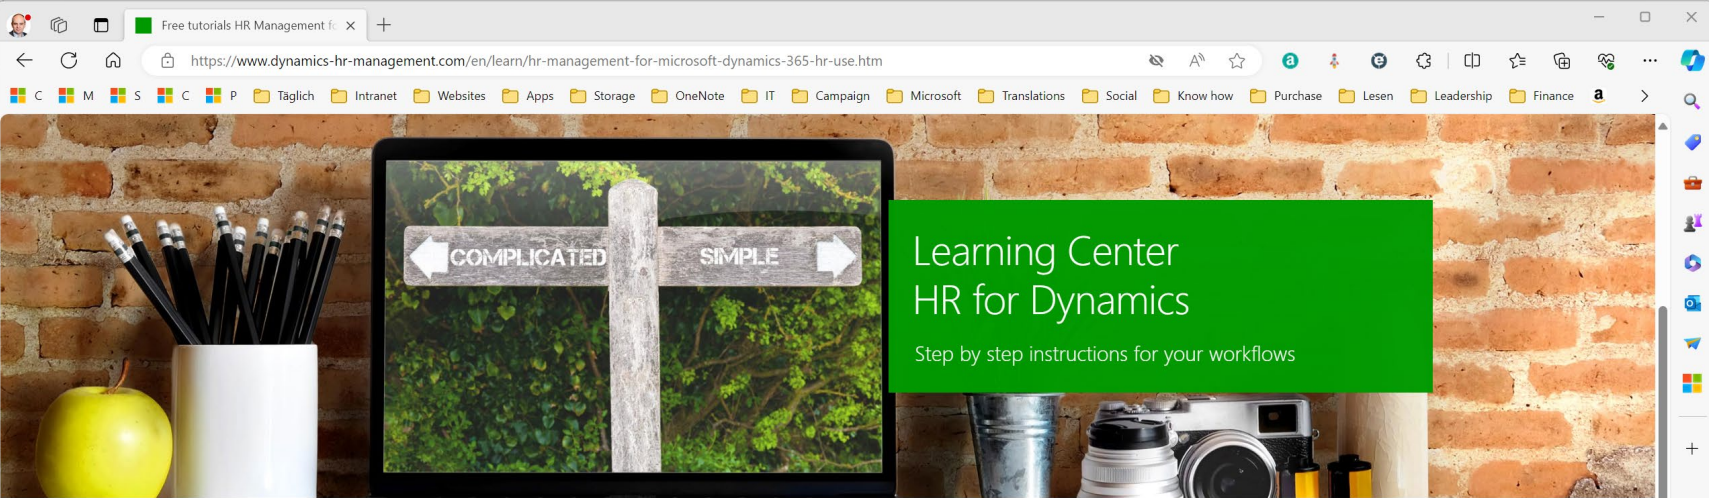 Free tutorials HR Management fo
https://www.dynamics-hr-management.com/en/learn/hr-management-for-microsoft-dynamics-365-hr-use.htm
C M S C P Täglich Intranet Websites Apps Storage OneNote IT Campaign Microsoft Translations Social Know how Purchase Lesen Leadership Finance
COMPLICATED SIMPLE
Learning Center
HR for Dynamics
Step by step instructions for your workflows